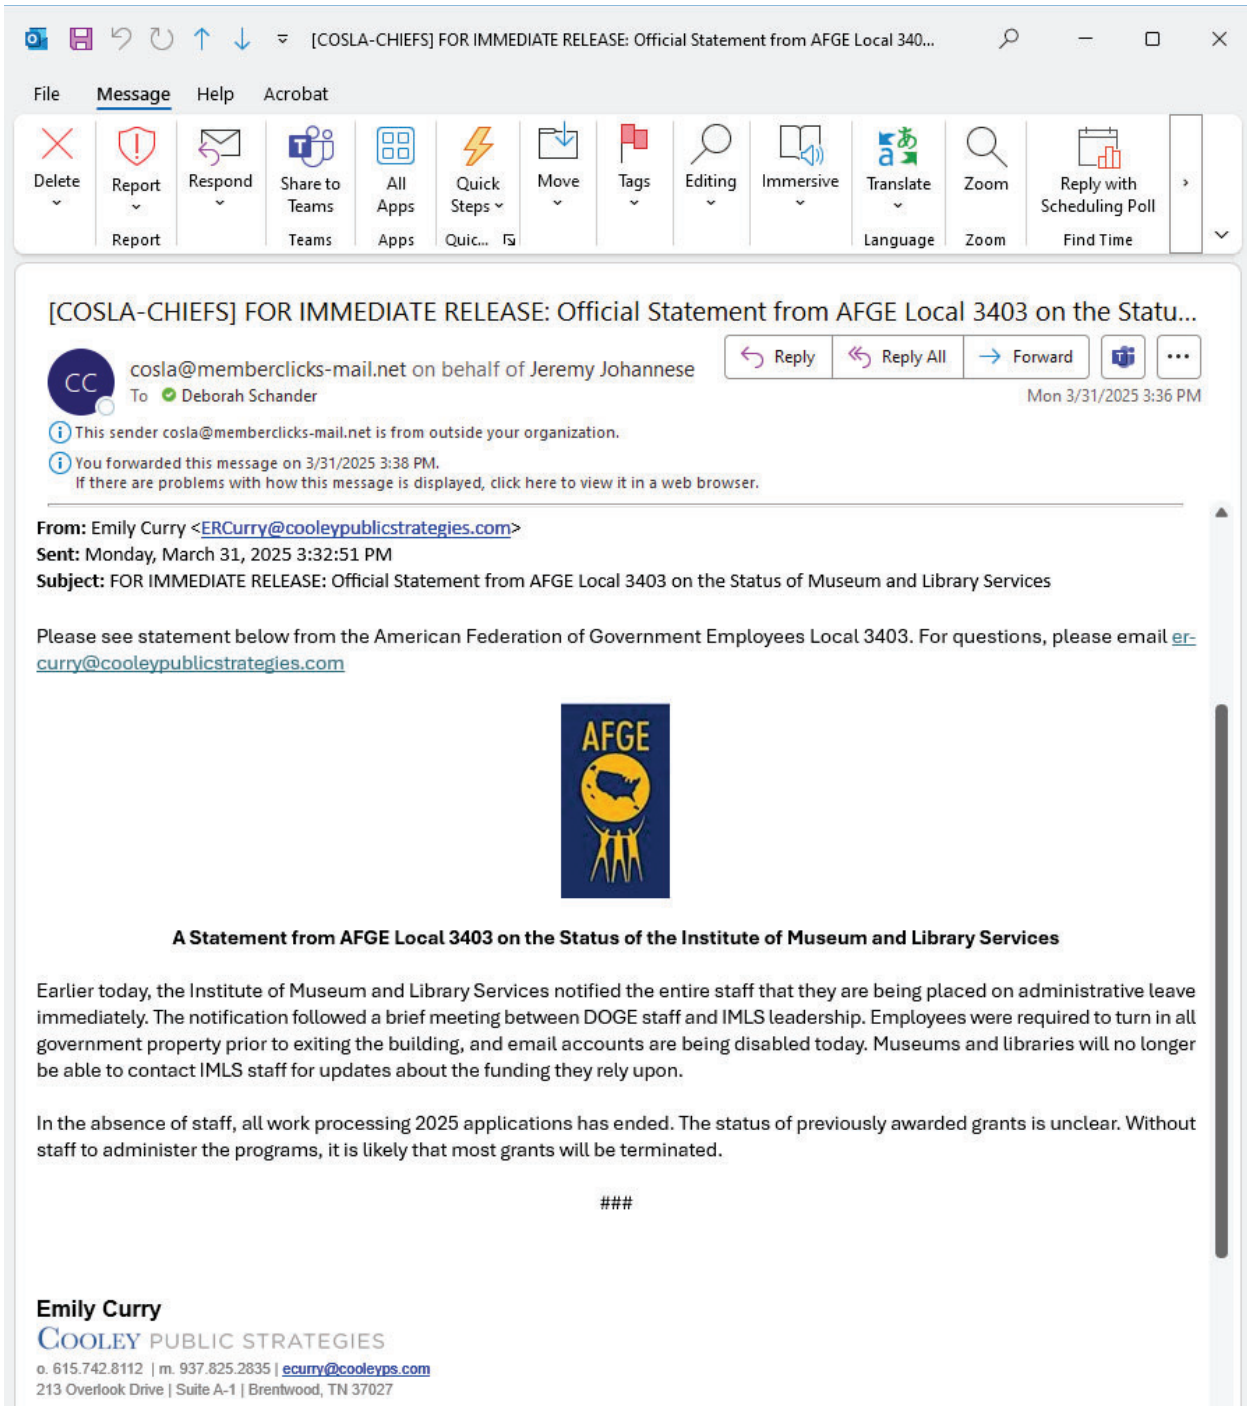 [COSLA-CHIEFS] FOR IMMEDIATE RELEASE: Official Statement from AFGE Local 340...
File Message Help Acrobat
Delete
Report
Respond
Share to Teams
All Apps
Quick Steps
Move
Tags
Editing
Immersive
Translate
Zoom
Reply with Scheduling Poll
Report Teams Apps Quic... Language Zoom Find Time
[COSLA-CHIEFS] FOR IMMEDIATE RELEASE: Official Statement from AFGE Local 3403 on the Statu...
CC
cosla@memberclicks-mail.net on behalf of Jeremy Johannese
Reply Reply All Forward
To Deborah Schander
Mon 3/31/2025 3:36 PM
This sender cosla@memberclicks-mail.net is from outside your organization.
You forwarded this message on 3/31/2025 3:38 PM.
If there are problems with how this message is displayed, click here to view it in a web browser.
From: Emily Curry <ERCurry@cooleypublicstrategies.com>
Sent: Monday, March 31, 2025 3:32:51 PM
Subject: FOR IMMEDIATE RELEASE: Official Statement from AFGE Local 3403 on the Status of Museum and Library Services
Please see statement below from the American Federation of Government Employees Local 3403. For questions, please email er-
curry@cooleypublicstrategies.com
AFGE
A Statement from AFGE Local 3403 on the Status of the Institute of Museum and Library Services
Earlier today, the Institute of Museum and Library Services notified the entire staff that they are being placed on administrative leave
immediately. The notification followed a brief meeting between DOGE staff and IMLS leadership. Employees were required to turn in all
government property prior to exiting the building, and email accounts are being disabled today. Museums and libraries will no longer
be able to contact IMLS staff for updates about the funding they rely upon.
In the absence of staff, all work processing 2025 applications has ended. The status of previously awarded grants is unclear. Without
staff to administer the programs, it is likely that most grants will be terminated.
###
Emily Curry
COOLEY PUBLIC STRATEGIES
o. 615.742.8112 | m. 937.825.2835 | ecurry@cooleyps.com
213 Overlook Drive | Suite A-1 | Brentwood, TN 37027